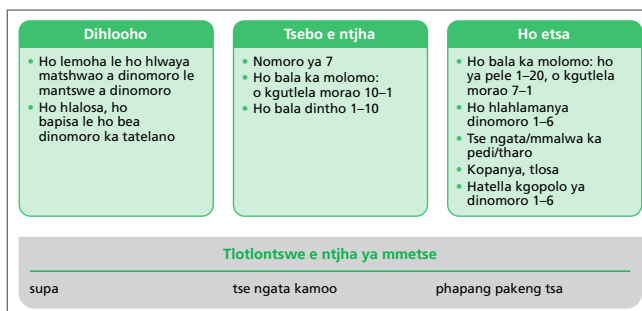 Dihlooho
• Ho lemoha le ho hlwaya
matshwao a dinomoro le
mantswe a dinomoro
• Ho hlalosa, ho
bapisa le ho bea
dinomoro ka tatelano
Tsebo e ntjha
• Nomoro ya 7
• Ho bala ka molomo:
o kgutlela morao 10–1
• Ho bala dintho 1–10
Ho etsa
• Ho bala ka molomo: ho
ya pele 1–20, o kgutlela
morao 7–1
• Ho hlahlamanya
dinomoro 1–6
• Tse ngata/mmalwa ka
pedi/tharo
• Kopanya, tlosa
• Hatella kgopolo ya
dinomoro 1–6
Tlotlontswe e ntjha ya mmetse
supa
tse ngata kamoo
phapang pakeng tsa